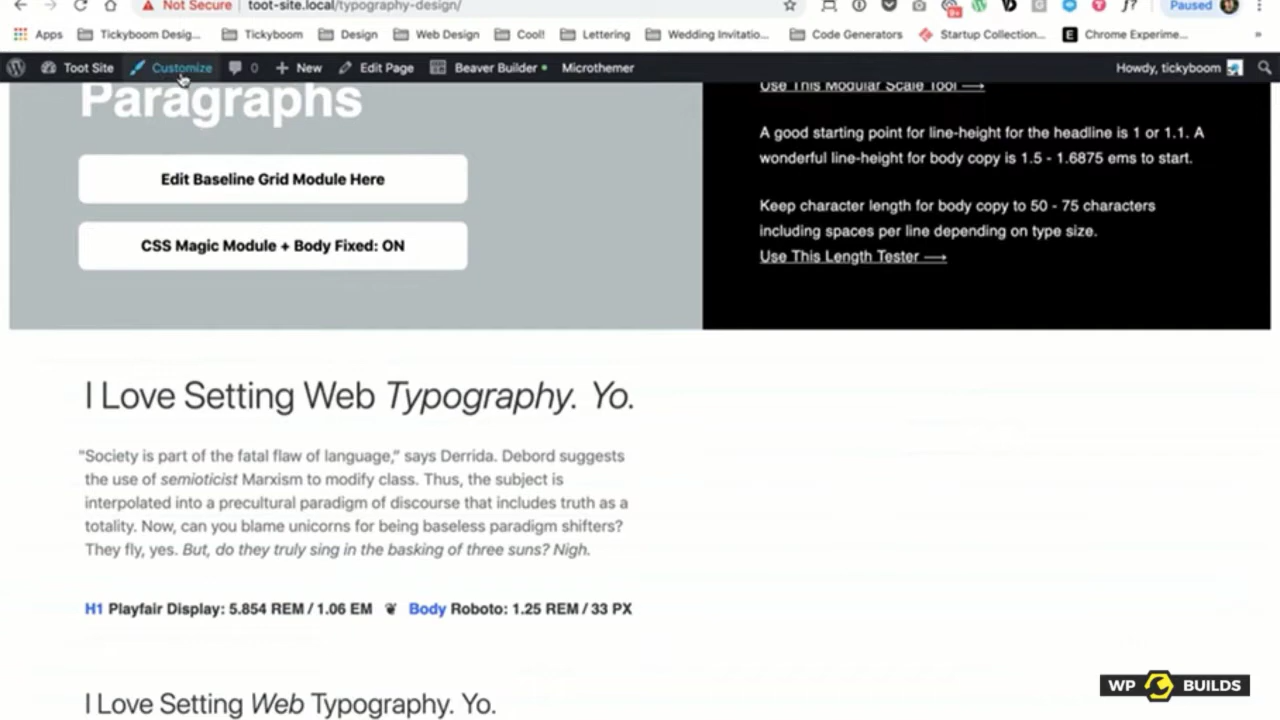 Not Secure toot-site.local/typography-design/ 9+ f? Paused
Apps Tickyboom Desig... Tickyboom Design Web Design Cool! Lettering Wedding Invitatio... Code Generators Startup Collection... E Chrome Experime... »
Toot Site Customize 0 New Edit Page Beaver Builder Microthemer Howdy, tickyboom
Paragraphs
Edit Baseline Grid Module Here
CSS Magic Module + Body Fixed: ON
Use This Modular Scale Tool ⟶
A good starting point for line-height for the headline is 1 or 1.1. A
wonderful line-height for body copy is 1.5 - 1.6875 ems to start.
Keep character length for body copy to 50 - 75 characters
including spaces per line depending on type size.
Use This Length Tester ⟶
I Love Setting Web Typography. Yo.
“Society is part of the fatal flaw of language,” says Derrida. Debord suggests
the use of semioticist Marxism to modify class. Thus, the subject is
interpolated into a precultural paradigm of discourse that includes truth as a
totality. Now, can you blame unicorns for being baseless paradigm shifters?
They fly, yes. But, do they truly sing in the basking of three suns? Nigh.
H1 Playfair Display: 5.854 REM / 1.06 EM ❦ Body Roboto: 1.25 REM / 33 PX
I Love Setting Web Typography. Yo.
WP BUILDS